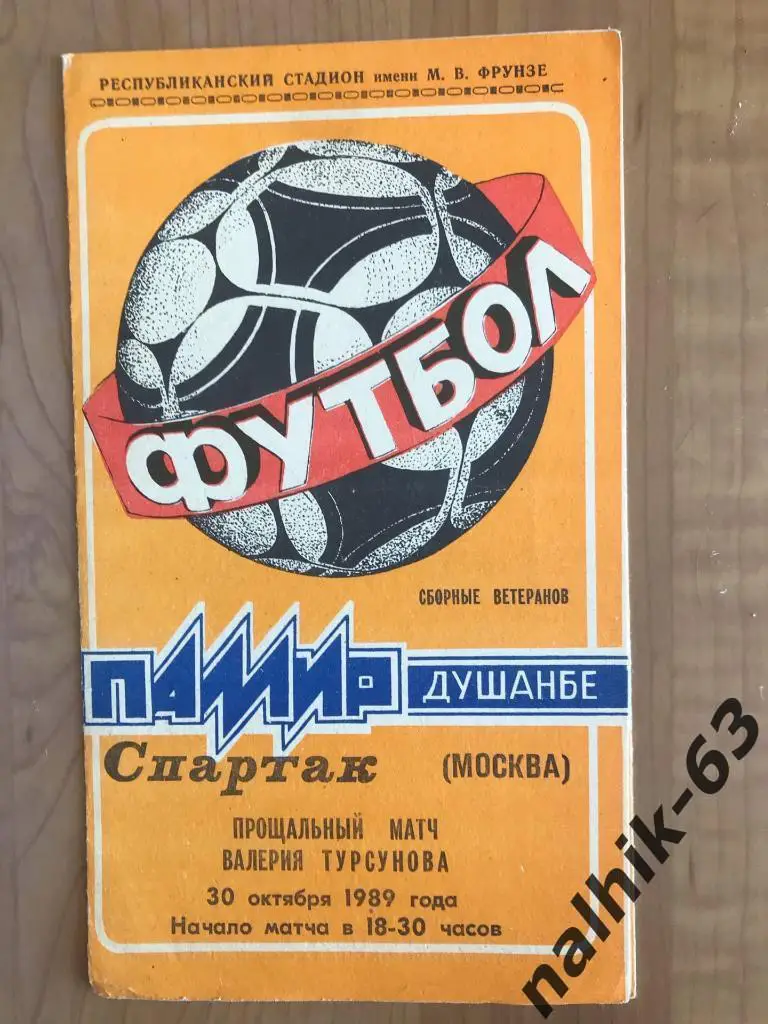 РЕСПУБЛИКАНСКИЙ СТАДИОН имени М. В. ФРУНЗЕ
ФУТБОЛ
СБОРНЫЕ ВЕТЕРАНОВ
ПАМИР ДУШАНБЕ
Спартак (МОСКВА)
ПРОЩАЛЬНЫЙ МАТЧ
ВАЛЕРИЯ ТУРСУНОВА
30 октября 1989 года
Начало матча в 18-30 часов
nalhik-63